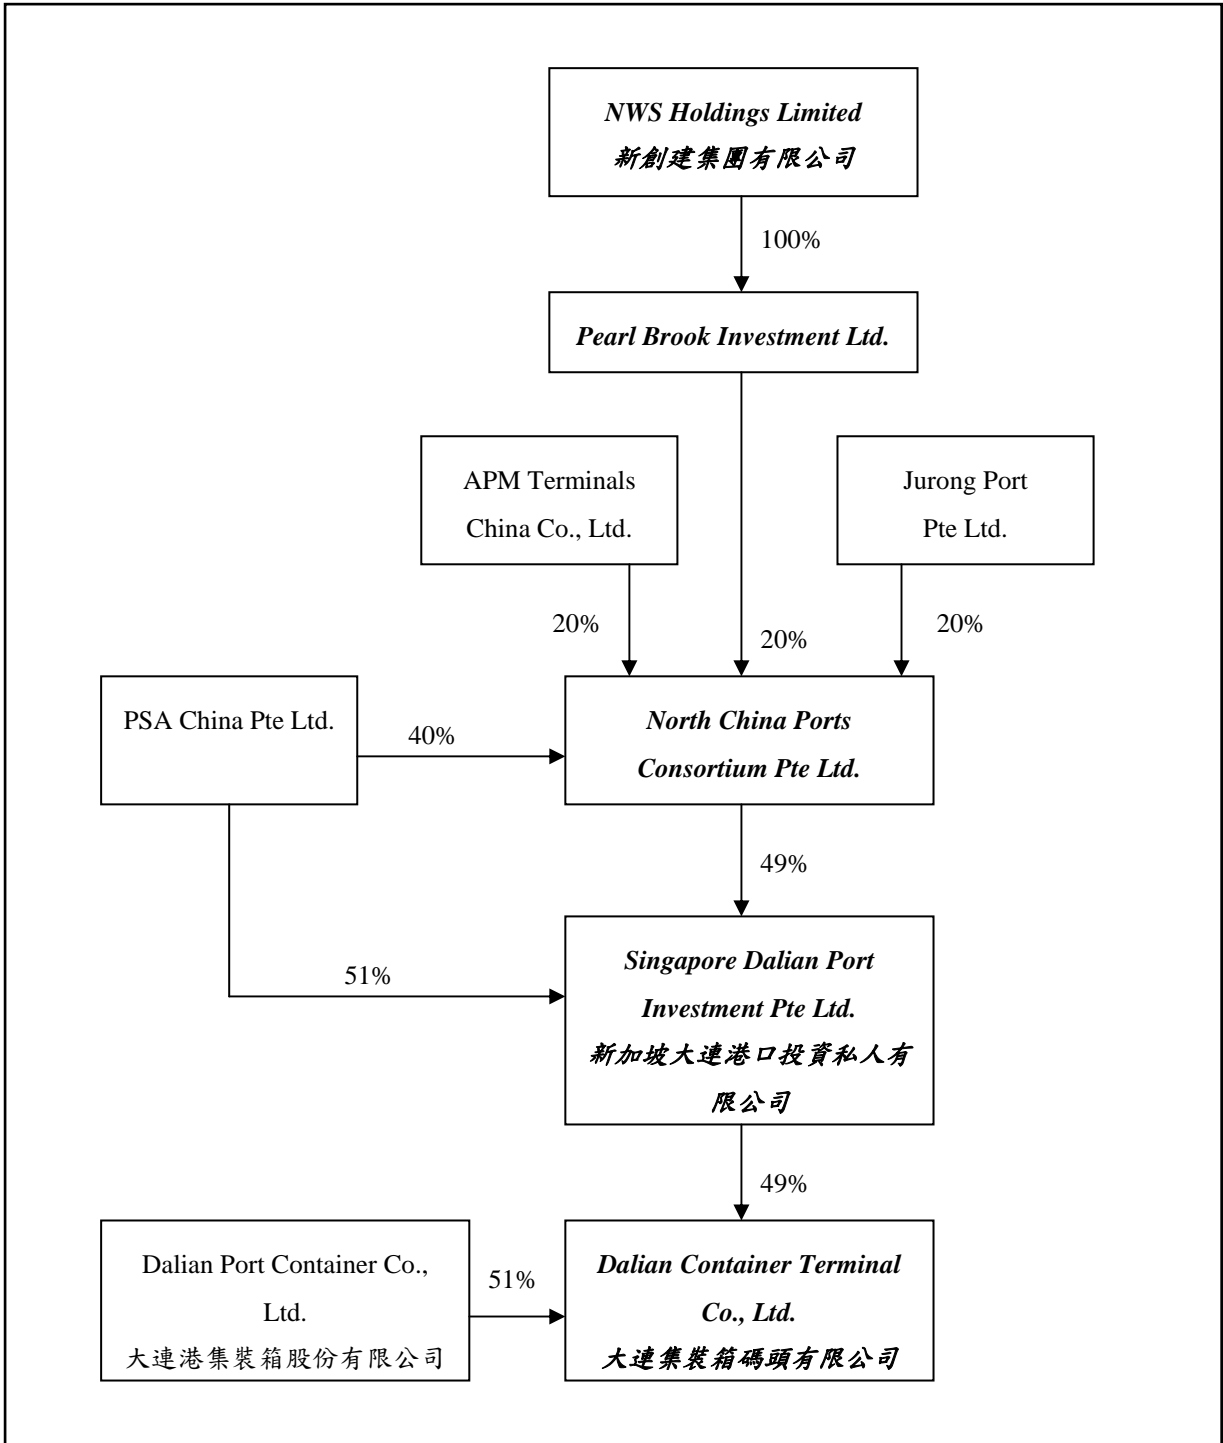 NWS Holdings Limited
新創建集團有限公司
100%
Pearl Brook Investment Ltd.
APM Terminals
China Co., Ltd.
Jurong Port
Pte Ltd.
20%
20%
20%
PSA China Pte Ltd.
40%
North China Ports
Consortium Pte Ltd.
49%
51%
Singapore Dalian Port
Investment Pte Ltd.
新加坡大連港口投資私人有
限公司
49%
Dalian Port Container Co.,
Ltd.
大連港集裝箱股份有限公司
51%
Dalian Container Terminal
Co., Ltd.
大連集裝箱碼頭有限公司